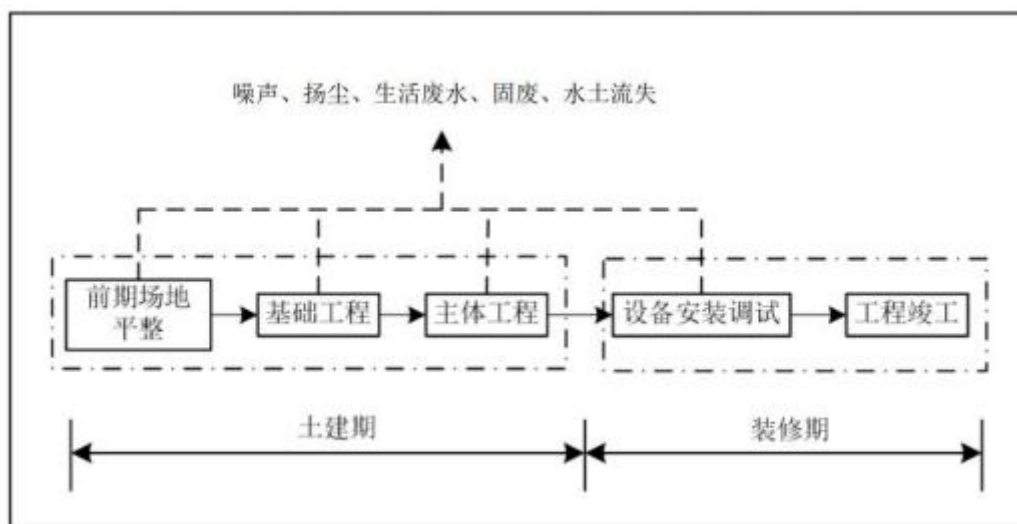 噪声、扬尘、生活废水、固废、水土流失
前期场地
平整
基础工程
主体工程
设备安装调试
工程竣工
土建期
装修期